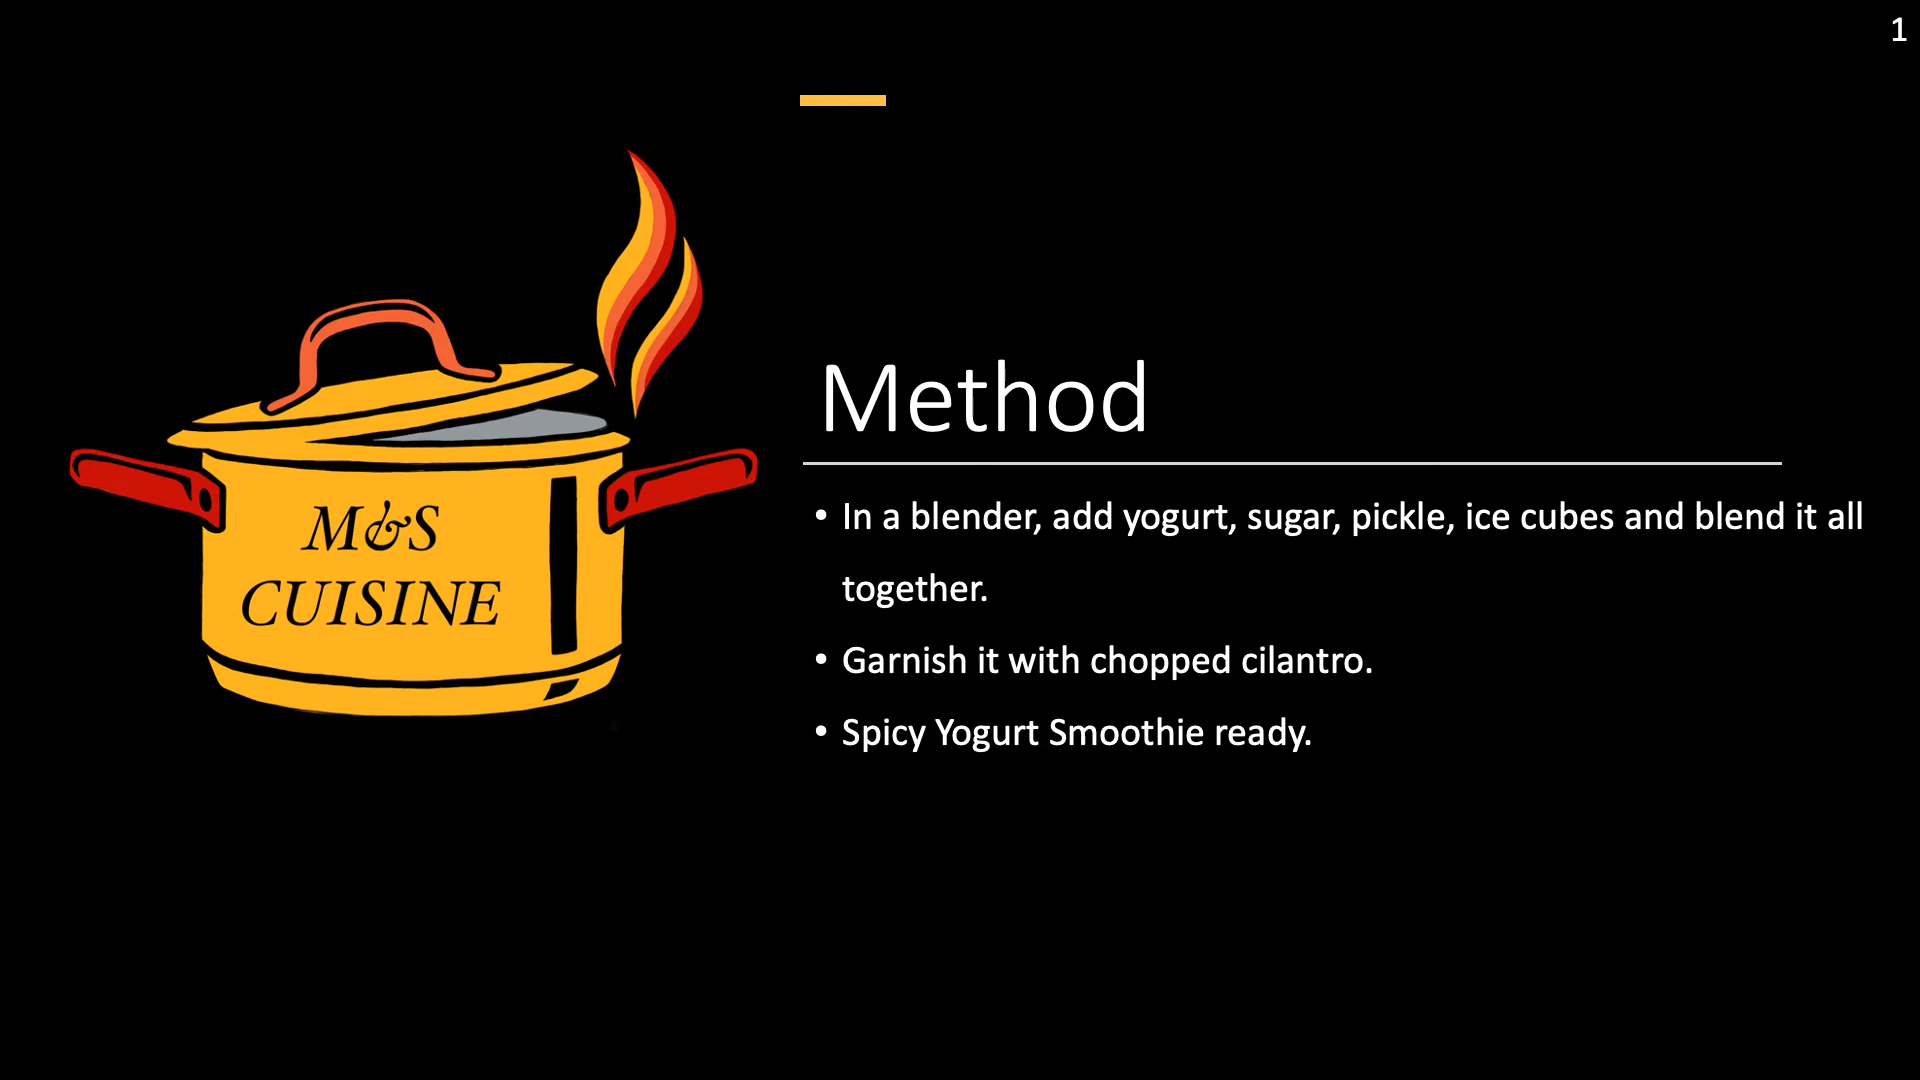 1
M&S
CUISINE
Method
• In a blender, add yogurt, sugar, pickle, ice cubes and blend it all
together.
• Garnish it with chopped cilantro.
• Spicy Yogurt Smoothie ready.